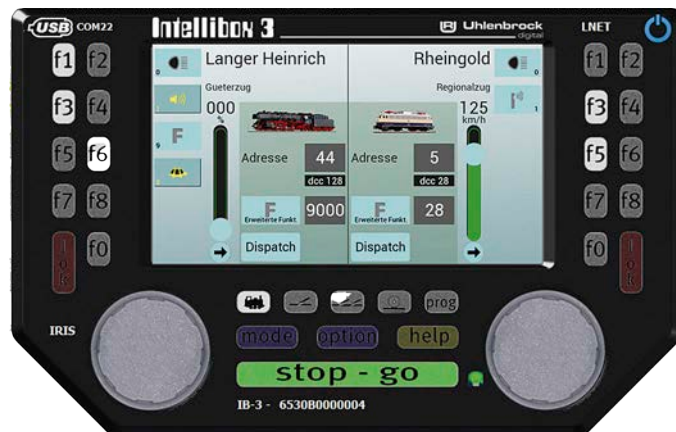 USB COM22
Intellibox 3
Uhlenbrock
digital
LNET
f1 f2
f3 f4
f5 f6
f7 f8
f0
lok
Langer Heinrich
Gueterzug
000
%
F
Adresse 44
dcc 128
F 9000
Erweiterte Funkt.
Dispatch
Rheingold
Regionalzug
125
km/h
Adresse 5
dcc 28
F 28
Erweiterte Funkt.
Dispatch
f1 f2
f3 f4
f5 f6
f7 f8
f0
lok
IRIS
prog
mode option help
stop - go
IB-3 - 6530B0000004